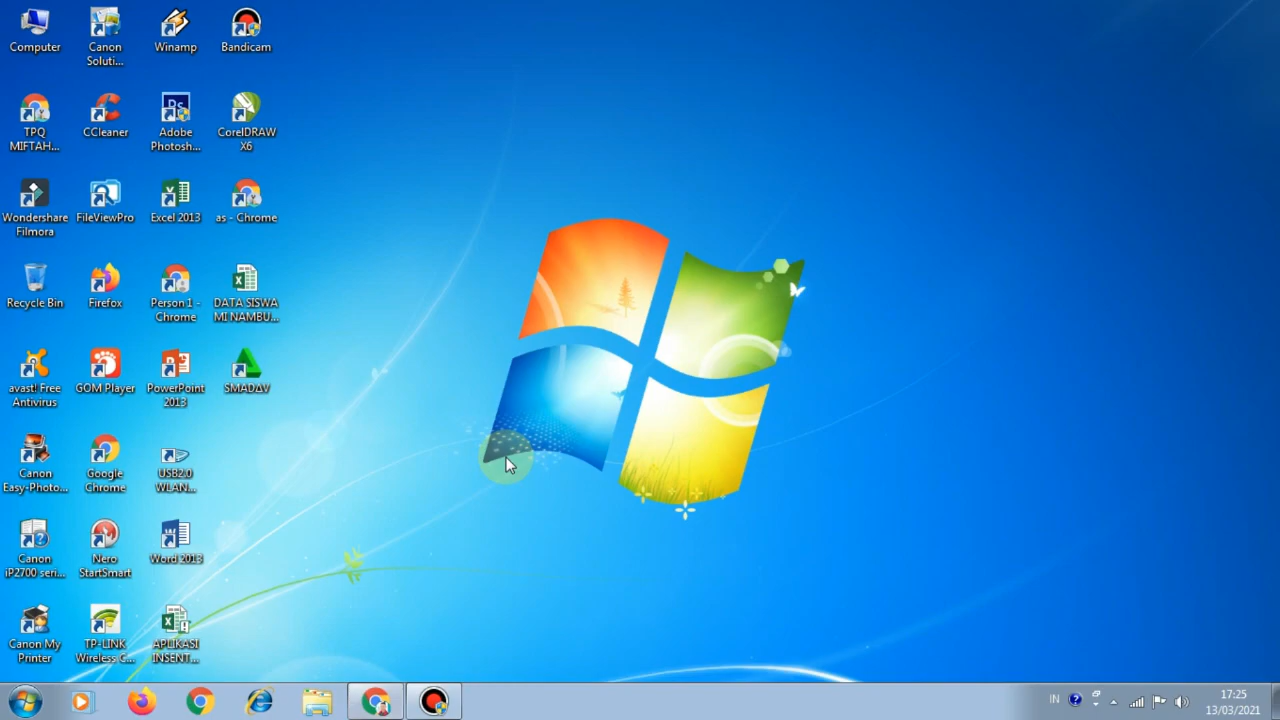 Computer
Canon
Soluti...
Winamp
Bandicam
TPQ
MIFTAH...
CCleaner
Adobe
Photosh...
CorelDRAW
X6
Wondershare
Filmora
FileViewPro
Excel 2013
as - Chrome
Recycle Bin
Firefox
Person 1 -
Chrome
DATA SISWA
MI NAMBU...
avast! Free
Antivirus
GOM Player
PowerPoint
2013
SMADΔV
Canon
Easy-Photo...
Google
Chrome
USB2.0
WLAN...
Canon
iP2700 seri...
Nero
StartSmart
Word 2013
Canon My
Printer
TP-LINK
Wireless C...
APLIKASI
INSENT...
Ps
IN
17:25
13/03/2021